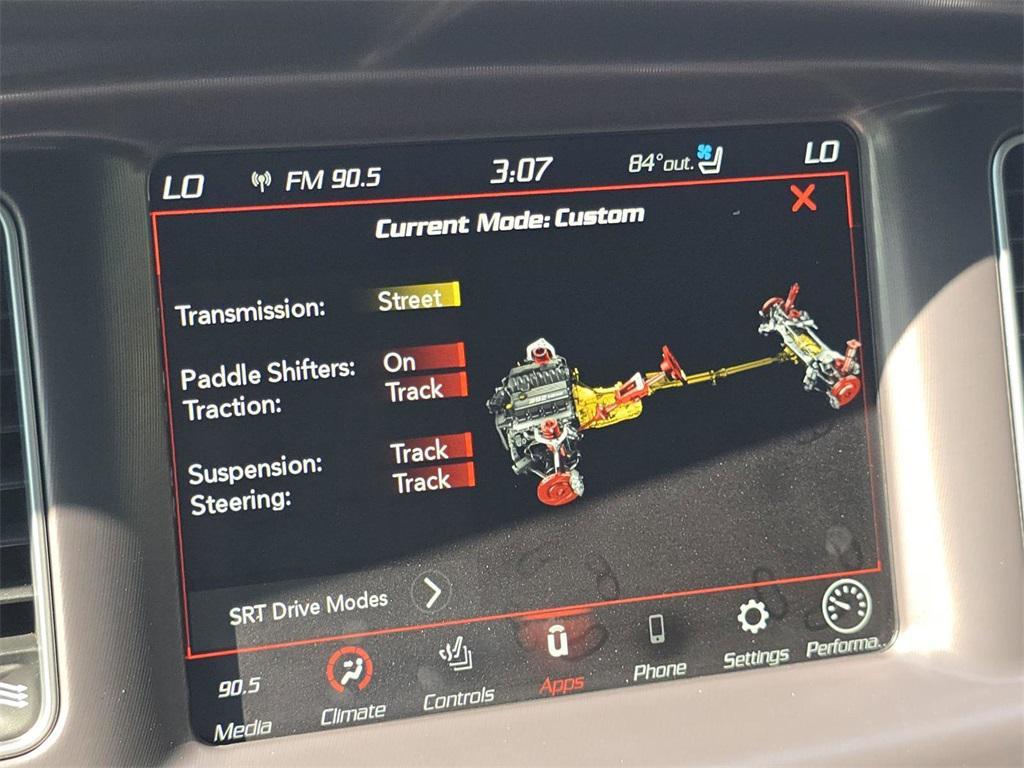 LO FM 90.5 3:07 84°out. LO
Current Mode: Custom
Transmission: Street
Paddle Shifters: On
Traction: Track
Suspension: Track
Steering: Track
SRT Drive Modes
90.5
Media Climate Controls Apps Phone Settings Performa..